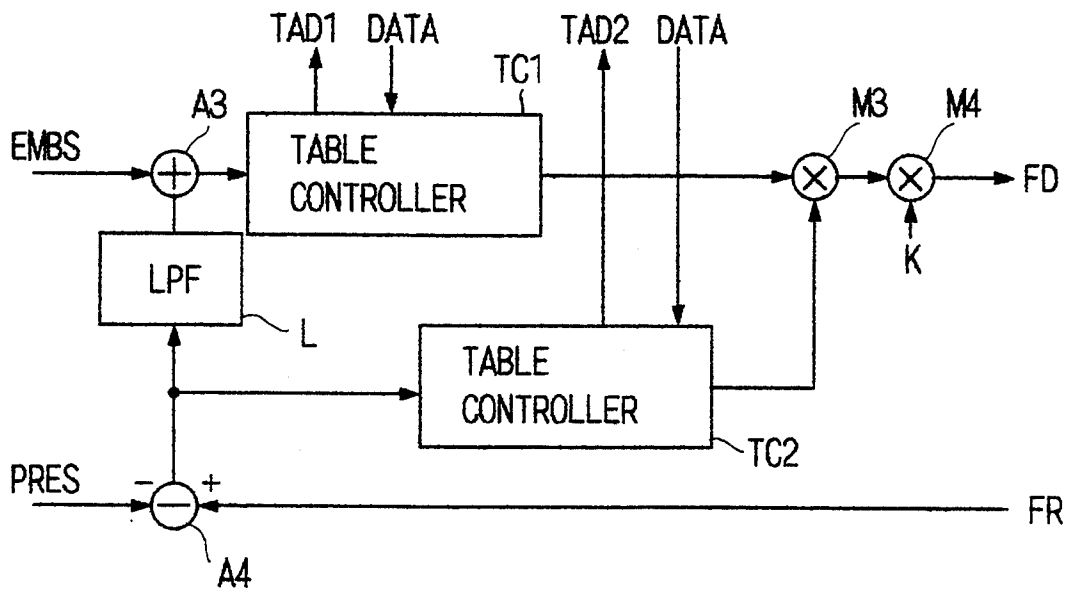 TAD1 DATA TAD2 DATA
TC1
A3 M3 M4
EMBS
+
TABLE
CONTROLLER
× ×
FD
K
LPF
L
TABLE
CONTROLLER
TC2
PRES
- +
−
FR
A4